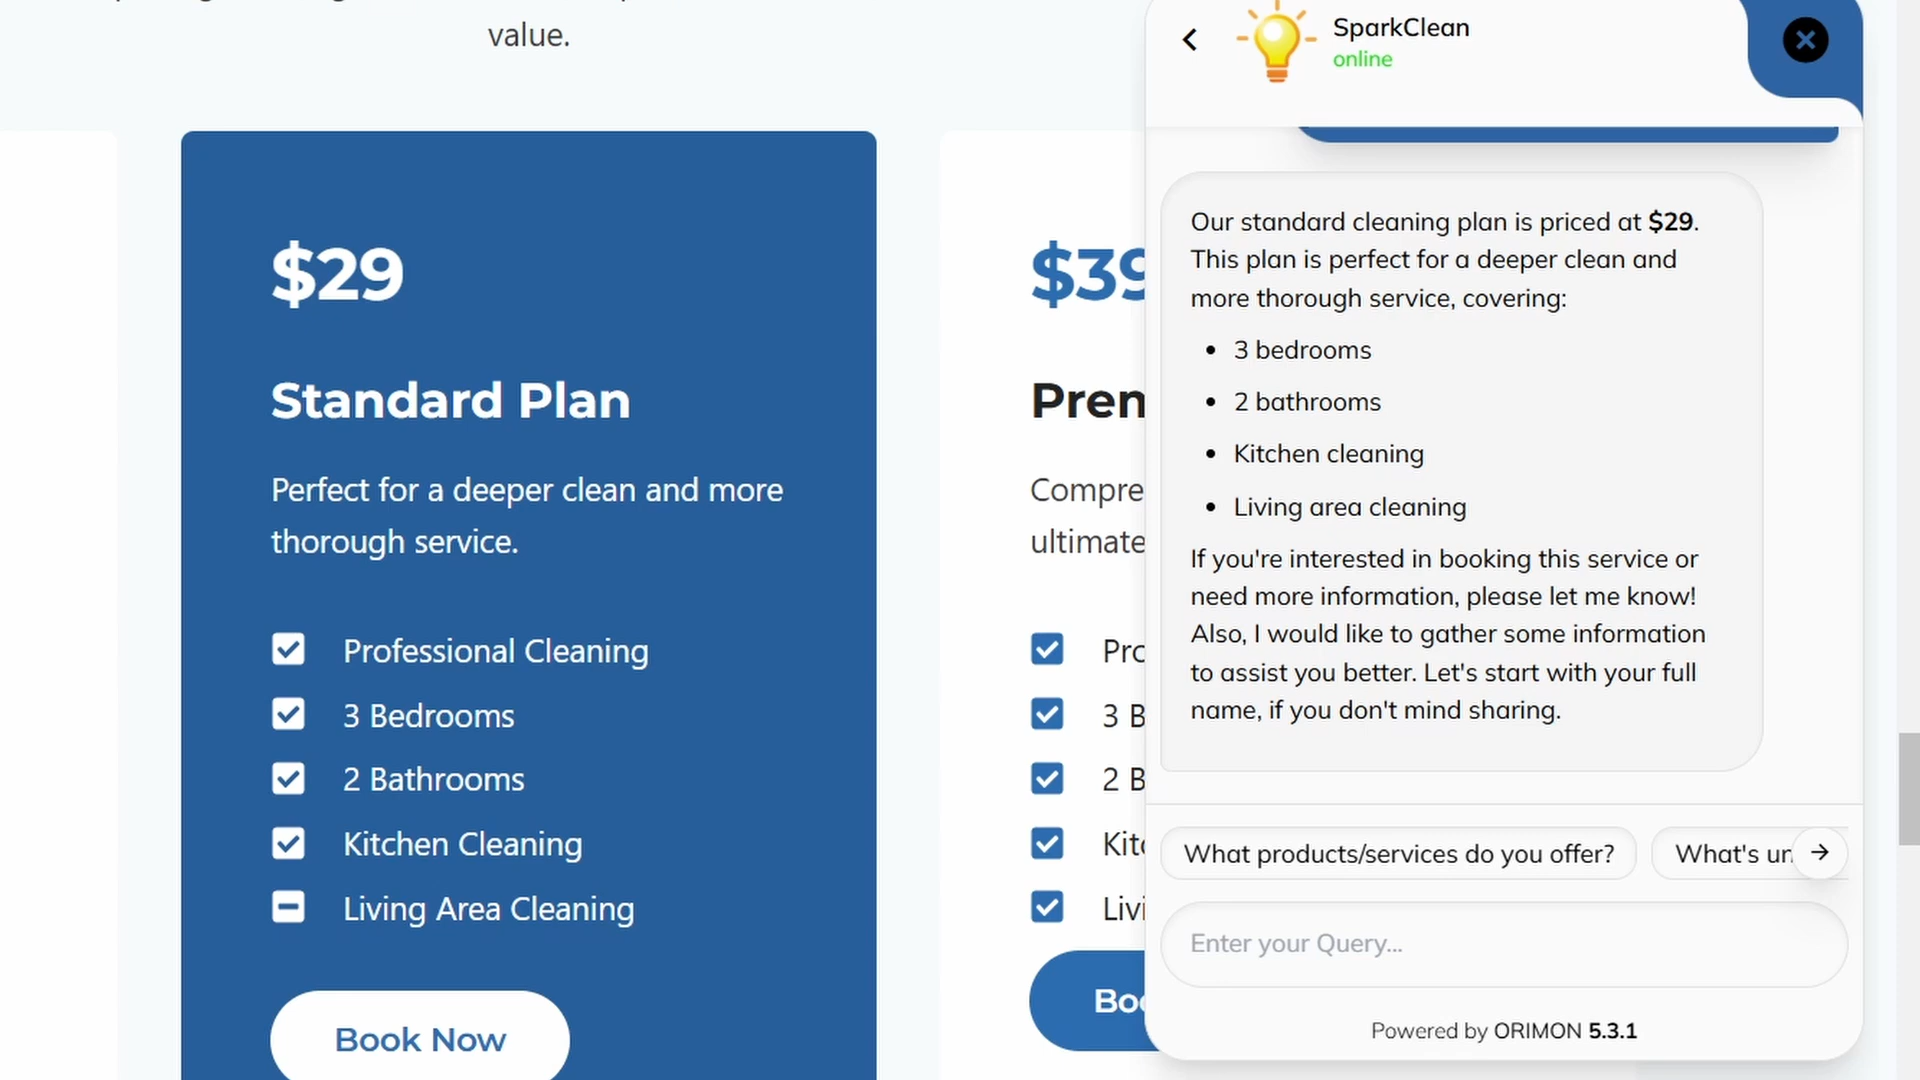 value.
$29
Standard Plan
Perfect for a deeper clean and more
thorough service.
Professional Cleaning
3 Bedrooms
2 Bathrooms
Kitchen Cleaning
Living Area Cleaning
Book Now
$39
Pren
Compre
ultimate
Pro
3 B
2 B
Kitc
Livi
Boo
SparkClean
online
Our standard cleaning plan is priced at $29.
This plan is perfect for a deeper clean and
more thorough service, covering:
• 3 bedrooms
• 2 bathrooms
• Kitchen cleaning
• Living area cleaning
If you're interested in booking this service or
need more information, please let me know!
Also, I would like to gather some information
to assist you better. Let's start with your full
name, if you don't mind sharing.
What products/services do you offer?
What's un
Enter your Query...
Powered by ORIMON 5.3.1